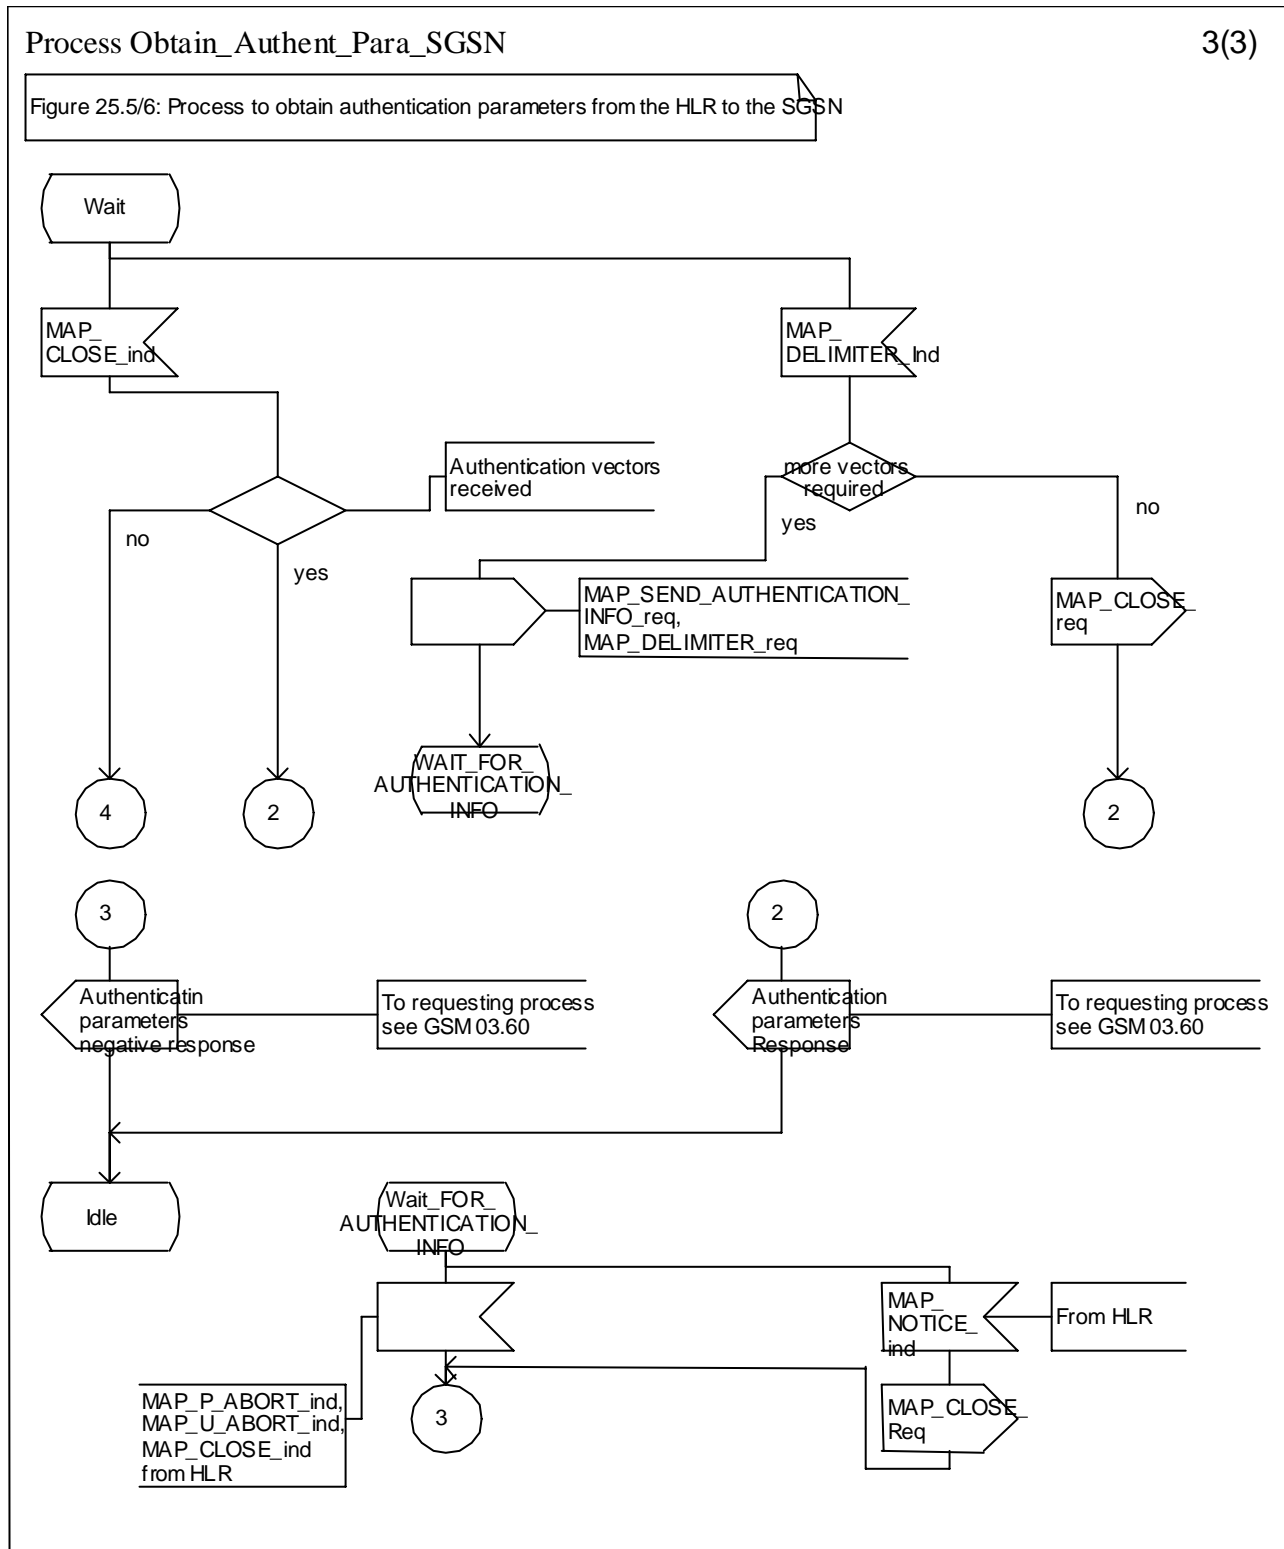 Process Obtain_Authent_Para_SGSN
3(3)
Figure 25.5/6: Process to obtain authentication parameters from the HLR to the SGSN
Wait
MAP_
CLOSE_ind
MAP_
DELIMITER_Ind
Authentication vectors
received
more vectors
required
no
yes
yes
no
MAP_SEND_AUTHENTICATION_
INFO_req,
MAP_DELIMITER_req
MAP_CLOSE_
req
WAIT_FOR_
AUTHENTICATION_
INFO
4
2
2
3
2
Authenticatin
parameters
negative response
To requesting process
see GSM 03.60
Authentication
parameters
Response
To requesting process
see GSM 03.60
Idle
Wait_FOR_
AUTHENTICATION_
INFO
MAP_
NOTICE_
ind
From HLR
MAP_P_ABORT_ind,
MAP_U_ABORT_ind,
MAP_CLOSE_ind
from HLR
3
MAP_CLOSE_
Req